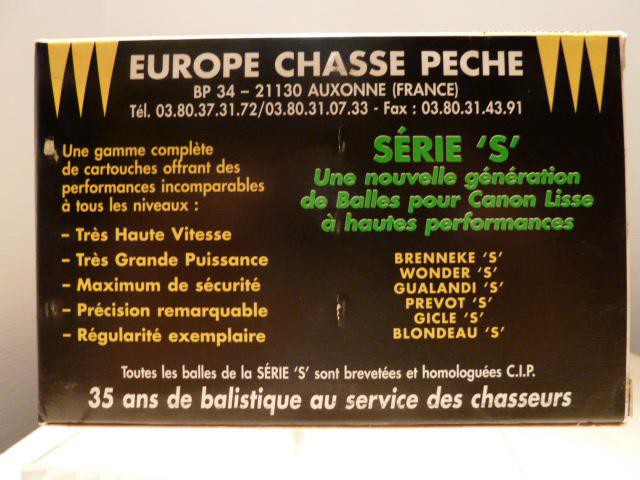 EUROPE CHASSE PECHE
BP 34 – 21130 AUXONNE (FRANCE)
Tél. 03.80.37.31.72/03.80.31.07.33 - Fax : 03.80.31.43.91
Une gamme complète
de cartouches offrant des
performances incomparables
à tous les niveaux :
– Très Haute Vitesse
– Très Grande Puissance
– Maximum de sécurité
– Précision remarquable
– Régularité exemplaire
SÉRIE ‘S’
Une nouvelle génération
de Balles pour Canon Lisse
à hautes performances
BRENNEKE ‘S’
WONDER ‘S’
GUALANDI ‘S’
PREVOT ‘S’
GICLE ‘S’
BLONDEAU ‘S’
Toutes les balles de la SÉRIE ‘S’ sont brevetées et homologuées C.I.P.
35 ans de balistique au service des chasseurs